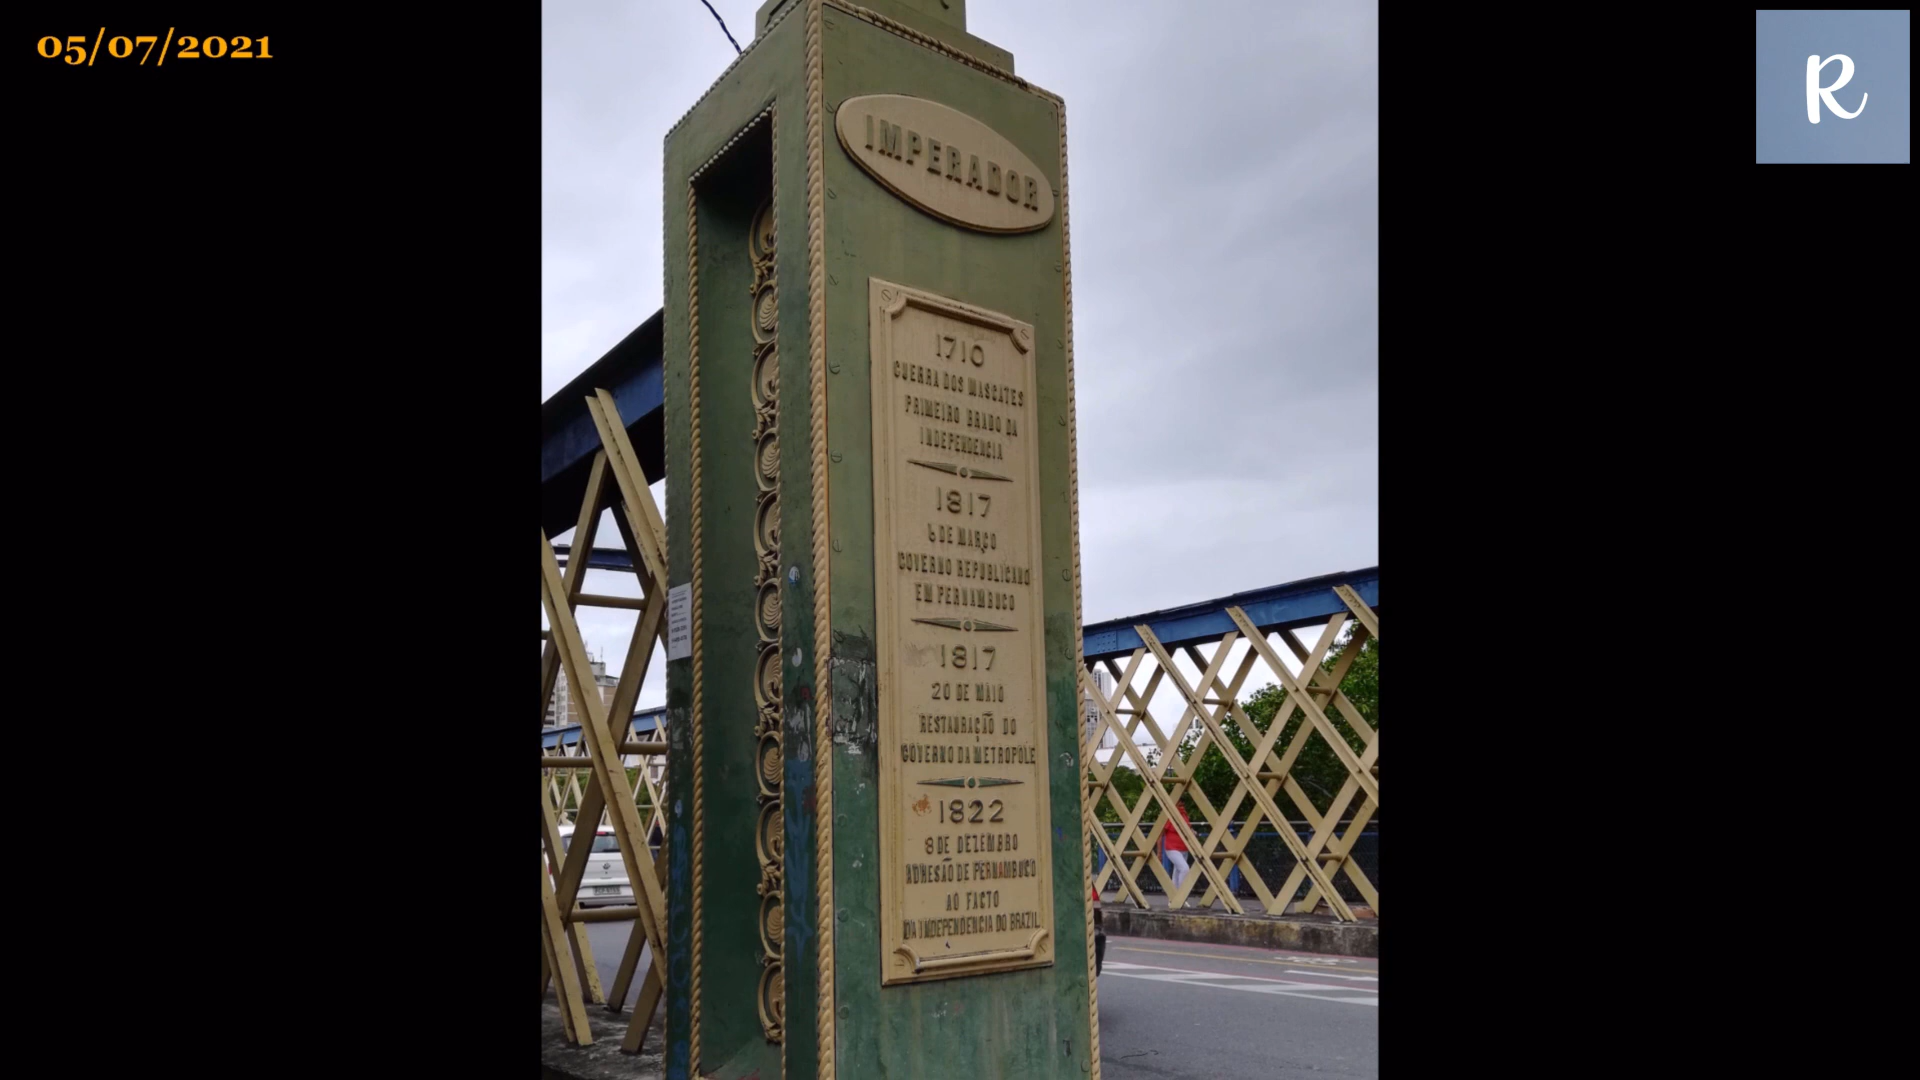 05/07/2021
R
IMPERADOR
1710
GUERRA DOS MASCATES
PRIMEIRO BRADO DA
INDEPENDENCIA
1817
6 DE MARÇO
GOVERNO REPUBLICANO
EM PERNAMBUCO
1817
20 DE MAIO
RESTAURAÇÃO DO
GOVERNO DA METROPOLE
1822
8 DE DEZEMBRO
ADHESÃO DE PERNAMBUCO
AO FACTO
DA INDEPENDENCIA DO BRAZIL